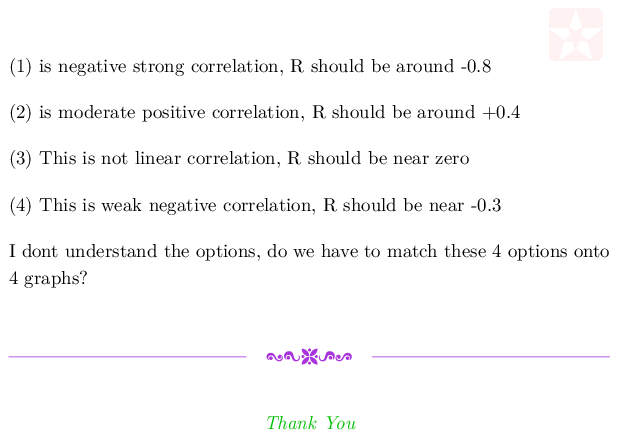 (1) is negative strong correlation, R should be around -0.8
(2) is moderate positive correlation, R should be around +0.4
(3) This is not linear correlation, R should be near zero
(4) This is weak negative correlation, R should be near -0.3
I dont understand the options, do we have to match these 4 options onto
4 graphs?
Thank You